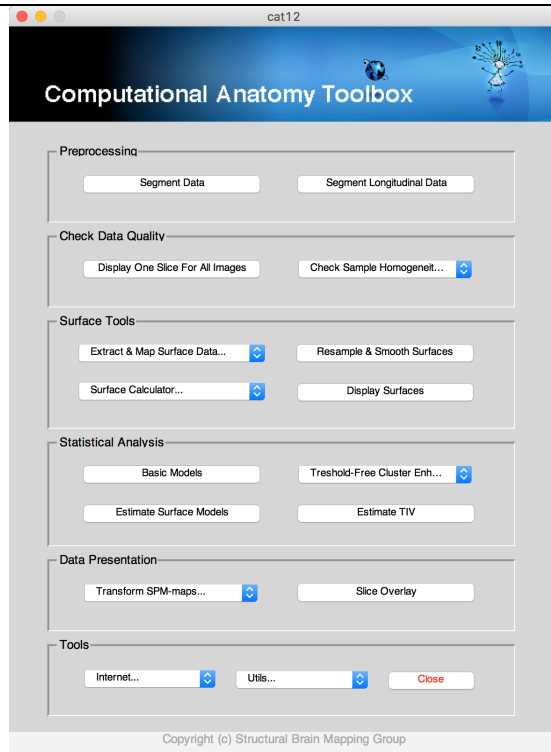 cat12
Computational Anatomy Toolbox
Preprocessing
Segment Data Segment Longitudinal Data
Check Data Quality
Display One Slice For All Images Check Sample Homogeneit...
Surface Tools
Extract & Map Surface Data... Resample & Smooth Surfaces
Surface Calculator... Display Surfaces
Statistical Analysis
Basic Models Treshold-Free Cluster Enh...
Estimate Surface Models Estimate TIV
Data Presentation
Transform SPM-maps... Slice Overlay
Tools
Internet... Utils... Close
Copyright (c) Structural Brain Mapping Group